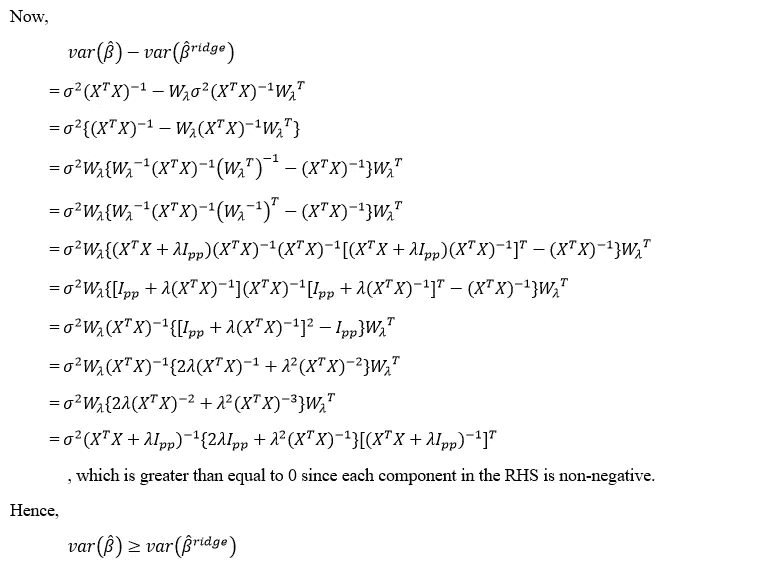 Now,
var(β̂) − var(β̂ʳⁱᵈᵍᵉ)
= σ²(XᵀX)⁻¹ − W_λσ²(XᵀX)⁻¹W_λᵀ
= σ²{(XᵀX)⁻¹ − W_λ(XᵀX)⁻¹W_λᵀ}
= σ²W_λ{W_λ⁻¹(XᵀX)⁻¹(W_λᵀ)⁻¹ − (XᵀX)⁻¹}W_λᵀ
= σ²W_λ{W_λ⁻¹(XᵀX)⁻¹(W_λ⁻¹)ᵀ − (XᵀX)⁻¹}W_λᵀ
= σ²W_λ{(XᵀX + λI_pp)(XᵀX)⁻¹(XᵀX)⁻¹[(XᵀX + λI_pp)(XᵀX)⁻¹]ᵀ − (XᵀX)⁻¹}W_λᵀ
= σ²W_λ{[I_pp + λ(XᵀX)⁻¹](XᵀX)⁻¹[I_pp + λ(XᵀX)⁻¹]ᵀ − (XᵀX)⁻¹}W_λᵀ
= σ²W_λ(XᵀX)⁻¹{[I_pp + λ(XᵀX)⁻¹]² − I_pp}W_λᵀ
= σ²W_λ(XᵀX)⁻¹{2λ(XᵀX)⁻¹ + λ²(XᵀX)⁻²}W_λᵀ
= σ²W_λ{2λ(XᵀX)⁻² + λ²(XᵀX)⁻³}W_λᵀ
= σ²(XᵀX + λI_pp)⁻¹{2λI_pp + λ²(XᵀX)⁻¹}[(XᵀX + λI_pp)⁻¹]ᵀ
, which is greater than equal to 0 since each component in the RHS is non-negative.
Hence,
var(β̂) ≥ var(β̂ʳⁱᵈᵍᵉ)